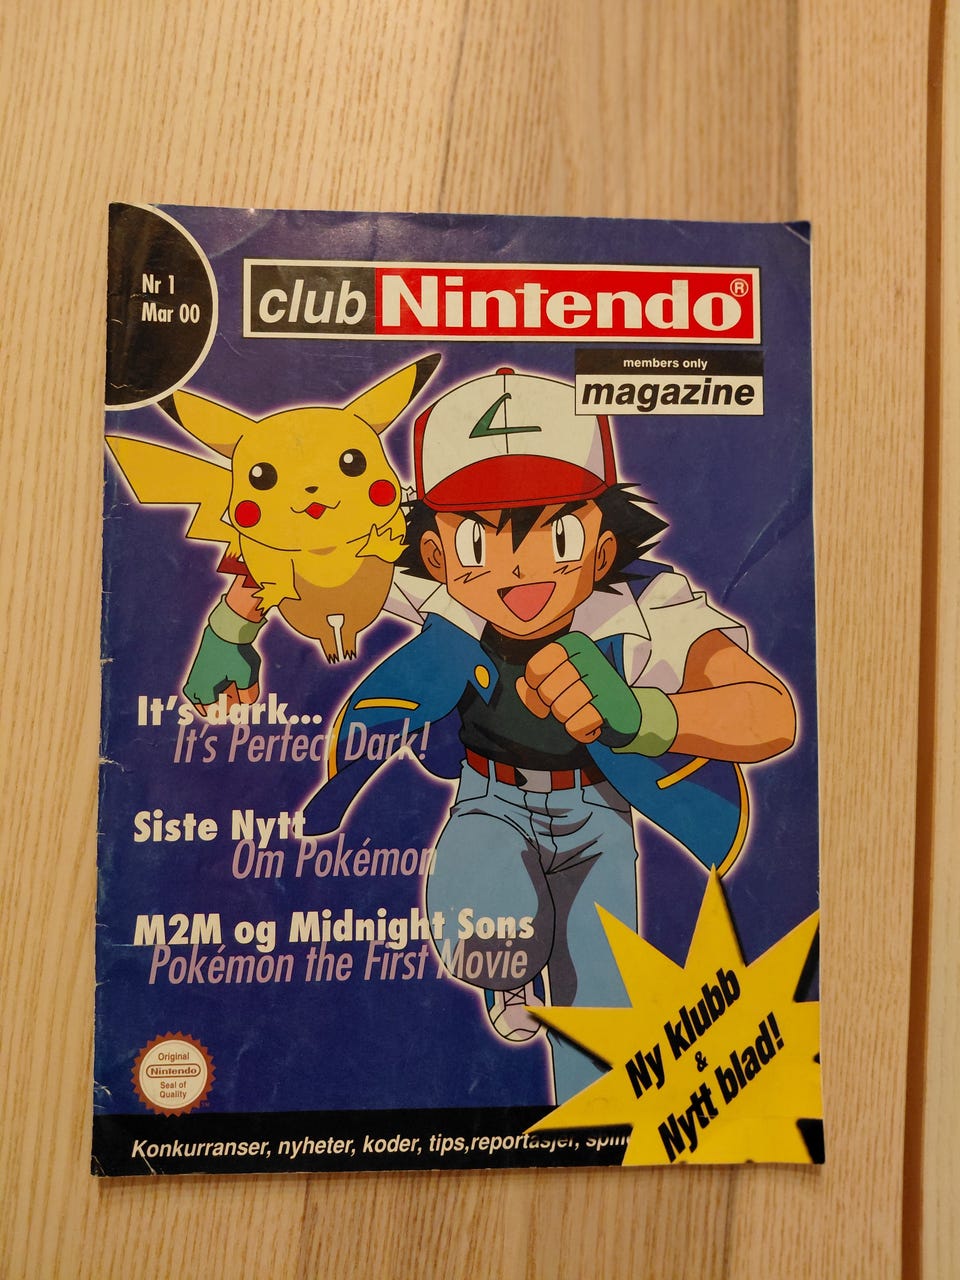 Nr 1
Mar 00
club Nintendo®
members only
magazine
It's dark...
It's Perfect Dark!
Siste Nytt
Om Pokémon
M2M og Midnight Sons
Pokémon the First Movie
Ny klubb
&
Nytt blad!
Original
Nintendo
Seal of
Quality
TM
Konkurranser, nyheter, koder, tips,reportasjer,